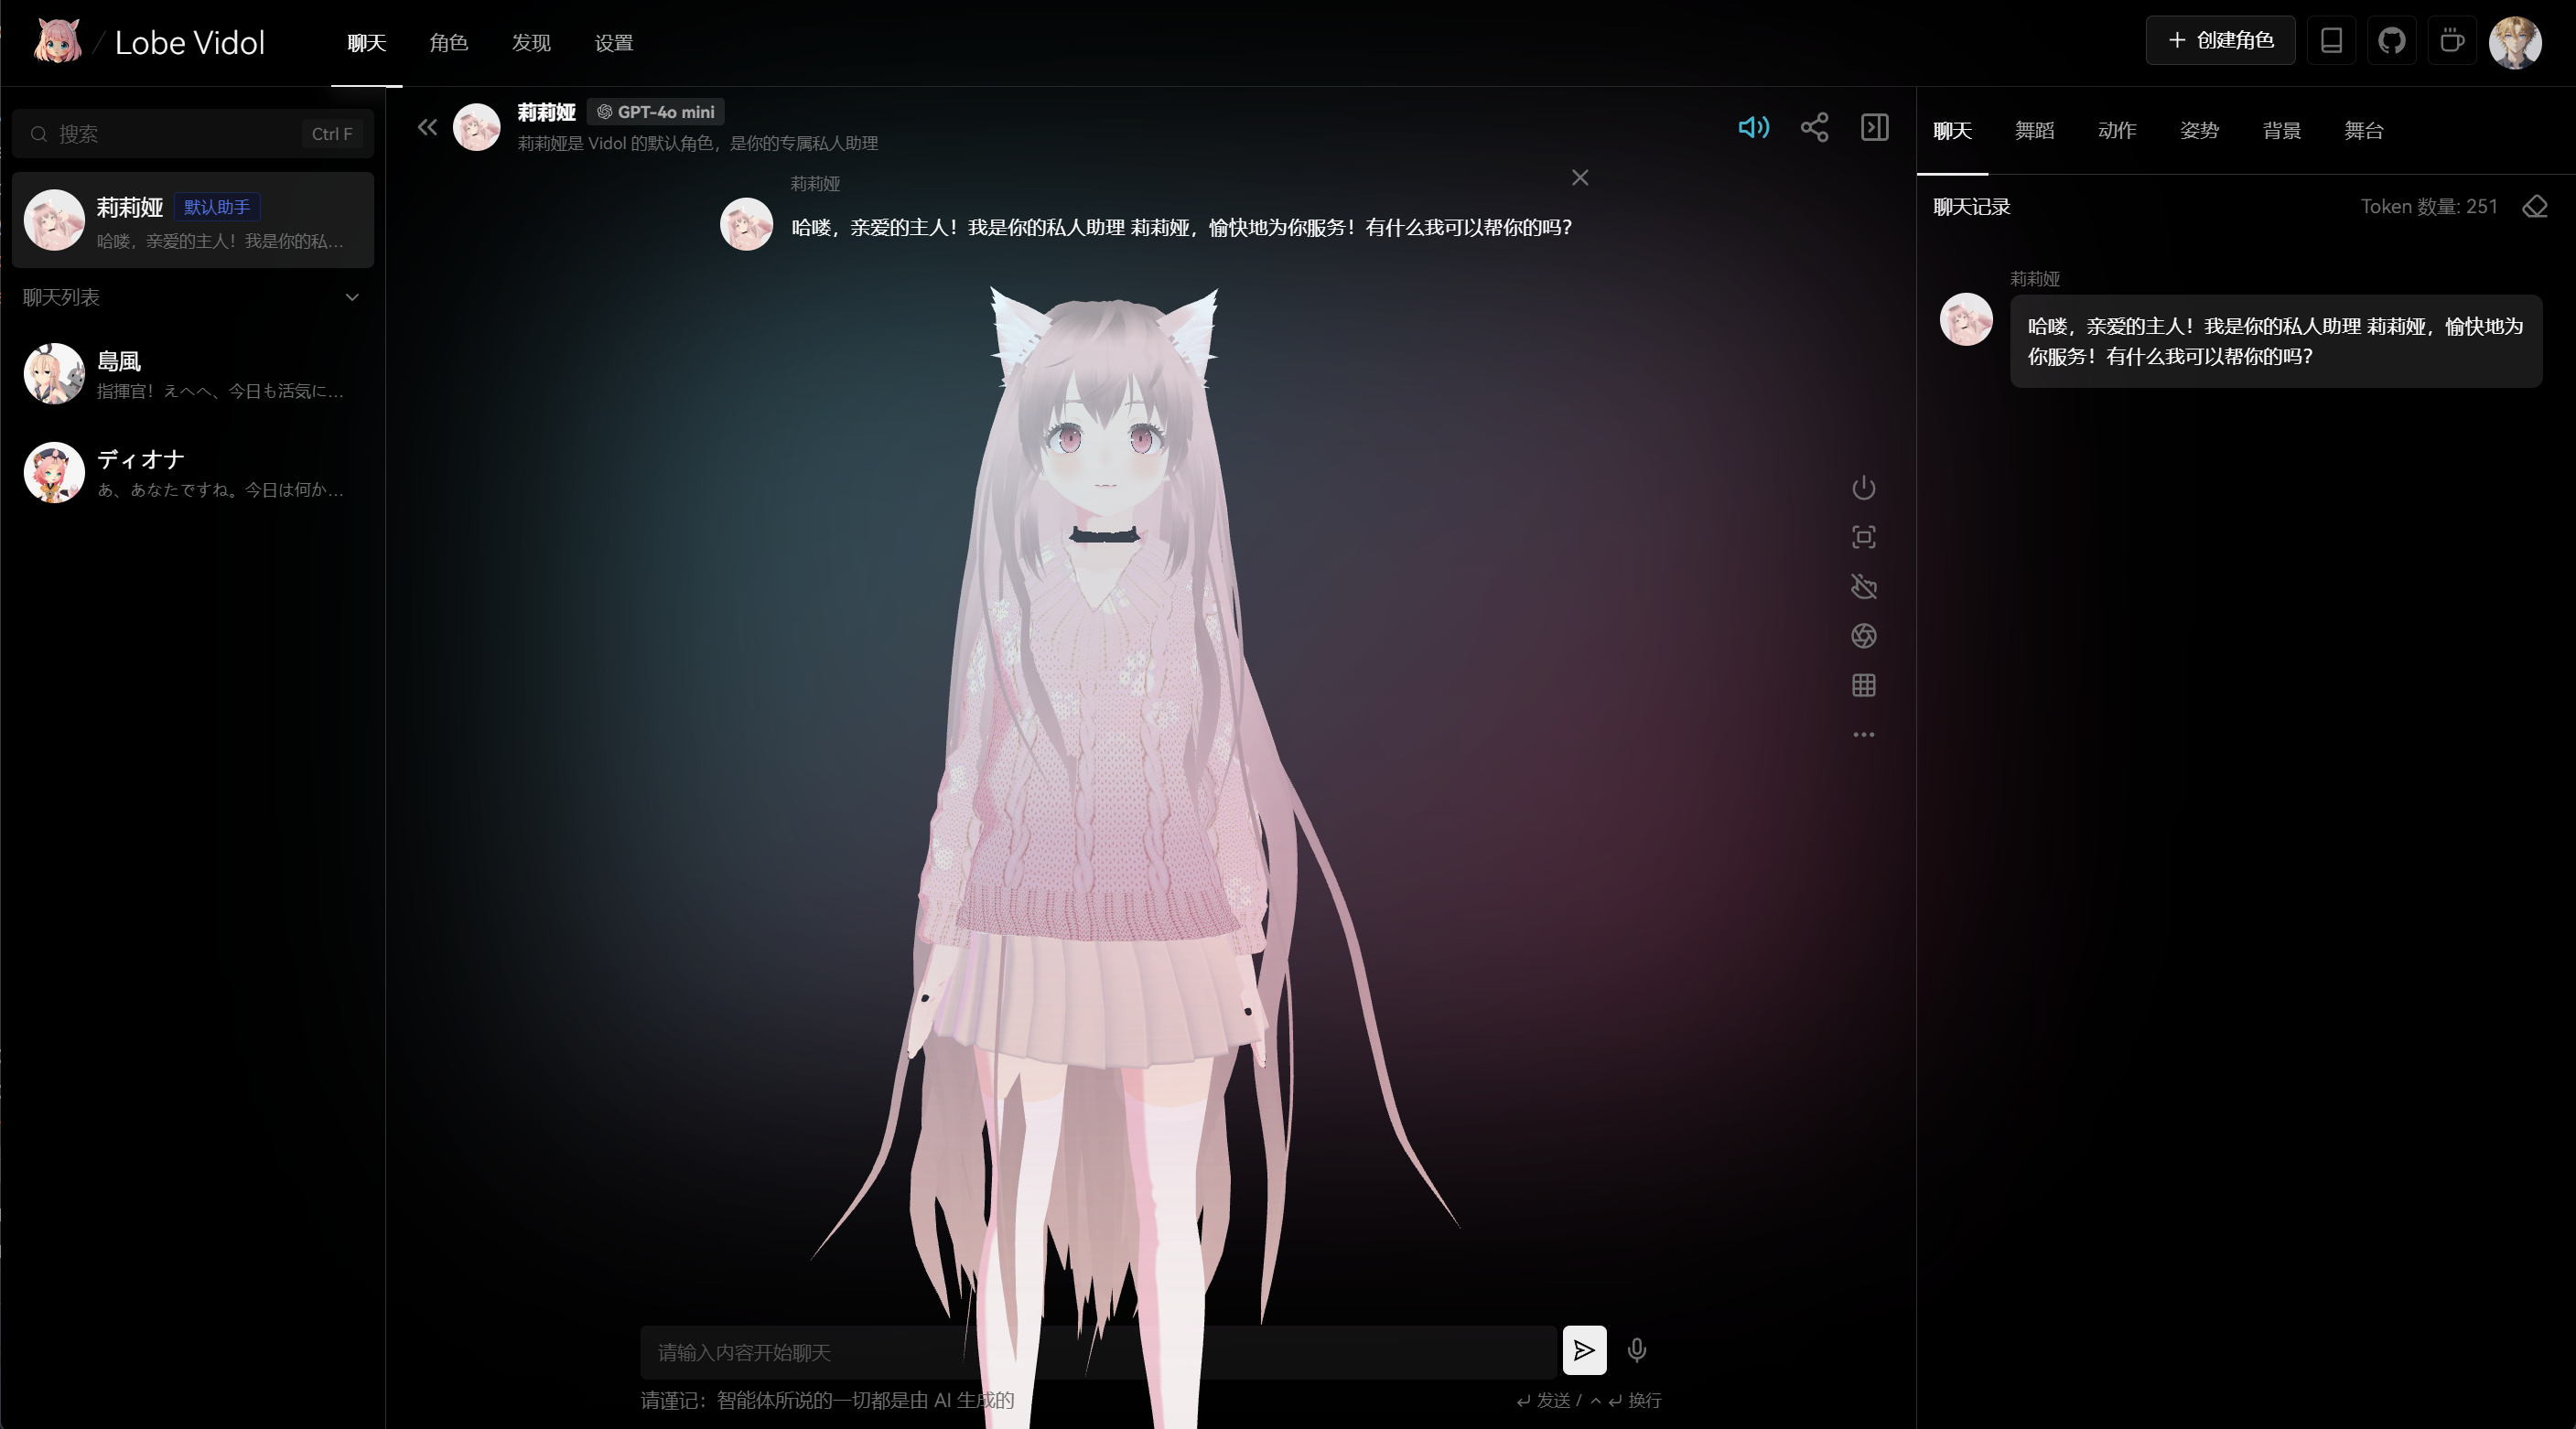 Lobe Vidol
聊天
角色
发现
设置
创建角色
搜索
Ctrl F
莉莉娅 默认助手
哈喽，亲爱的主人！我是你的私...
聊天列表
島風
指揮官！えへへ、今日も活気に...
ディオナ
あ、あなたですね。今日は何か...
莉莉娅 GPT-4o mini
莉莉娅是 Vidol 的默认角色，是你的专属私人助理
莉莉娅
哈喽，亲爱的主人！我是你的私人助理 莉莉娅，愉快地为你服务！有什么我可以帮你的吗？
请输入内容开始聊天
请谨记：智能体所说的一切都是由 AI 生成的
发送 / 换行
聊天
舞蹈
动作
姿势
背景
舞台
聊天记录
Token 数量: 251
莉莉娅
哈喽，亲爱的主人！我是你的私人助理 莉莉娅，愉快地为
你服务！有什么我可以帮你的吗？